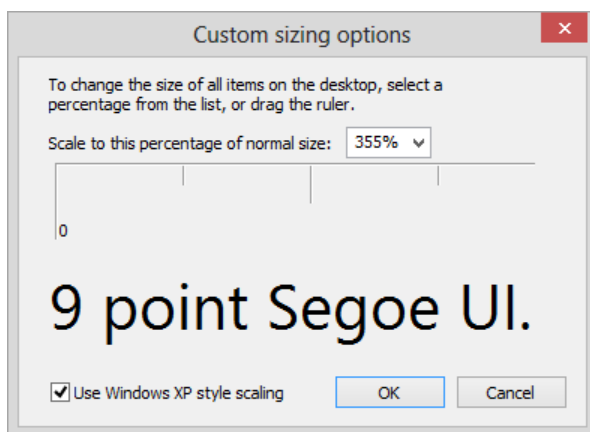 Custom sizing options
To change the size of all items on the desktop, select a
percentage from the list, or drag the ruler.
Scale to this percentage of normal size: 355%
0
9 point Segoe UI.
Use Windows XP style scaling OK Cancel